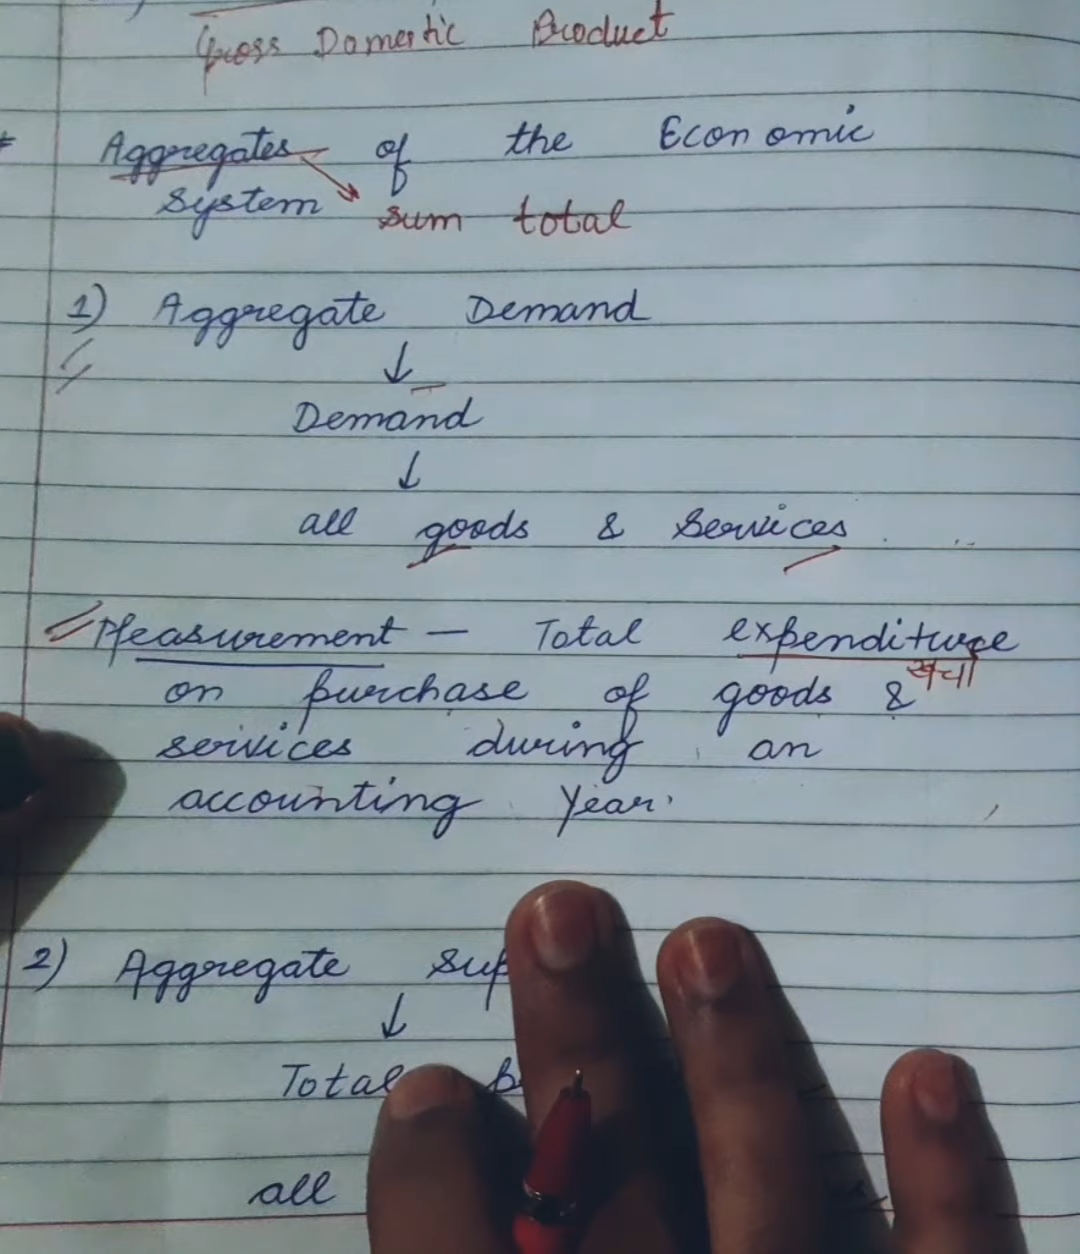 Gross Domestic Product
Aggregates of the Economic
system sum total
1) Aggregate Demand
↓
Demand
↓
all goods & Services
Measurement – Total expenditure
खर्चा
on purchase of goods &
services during an
accounting Year.
2) Aggregate
↓
Total
all